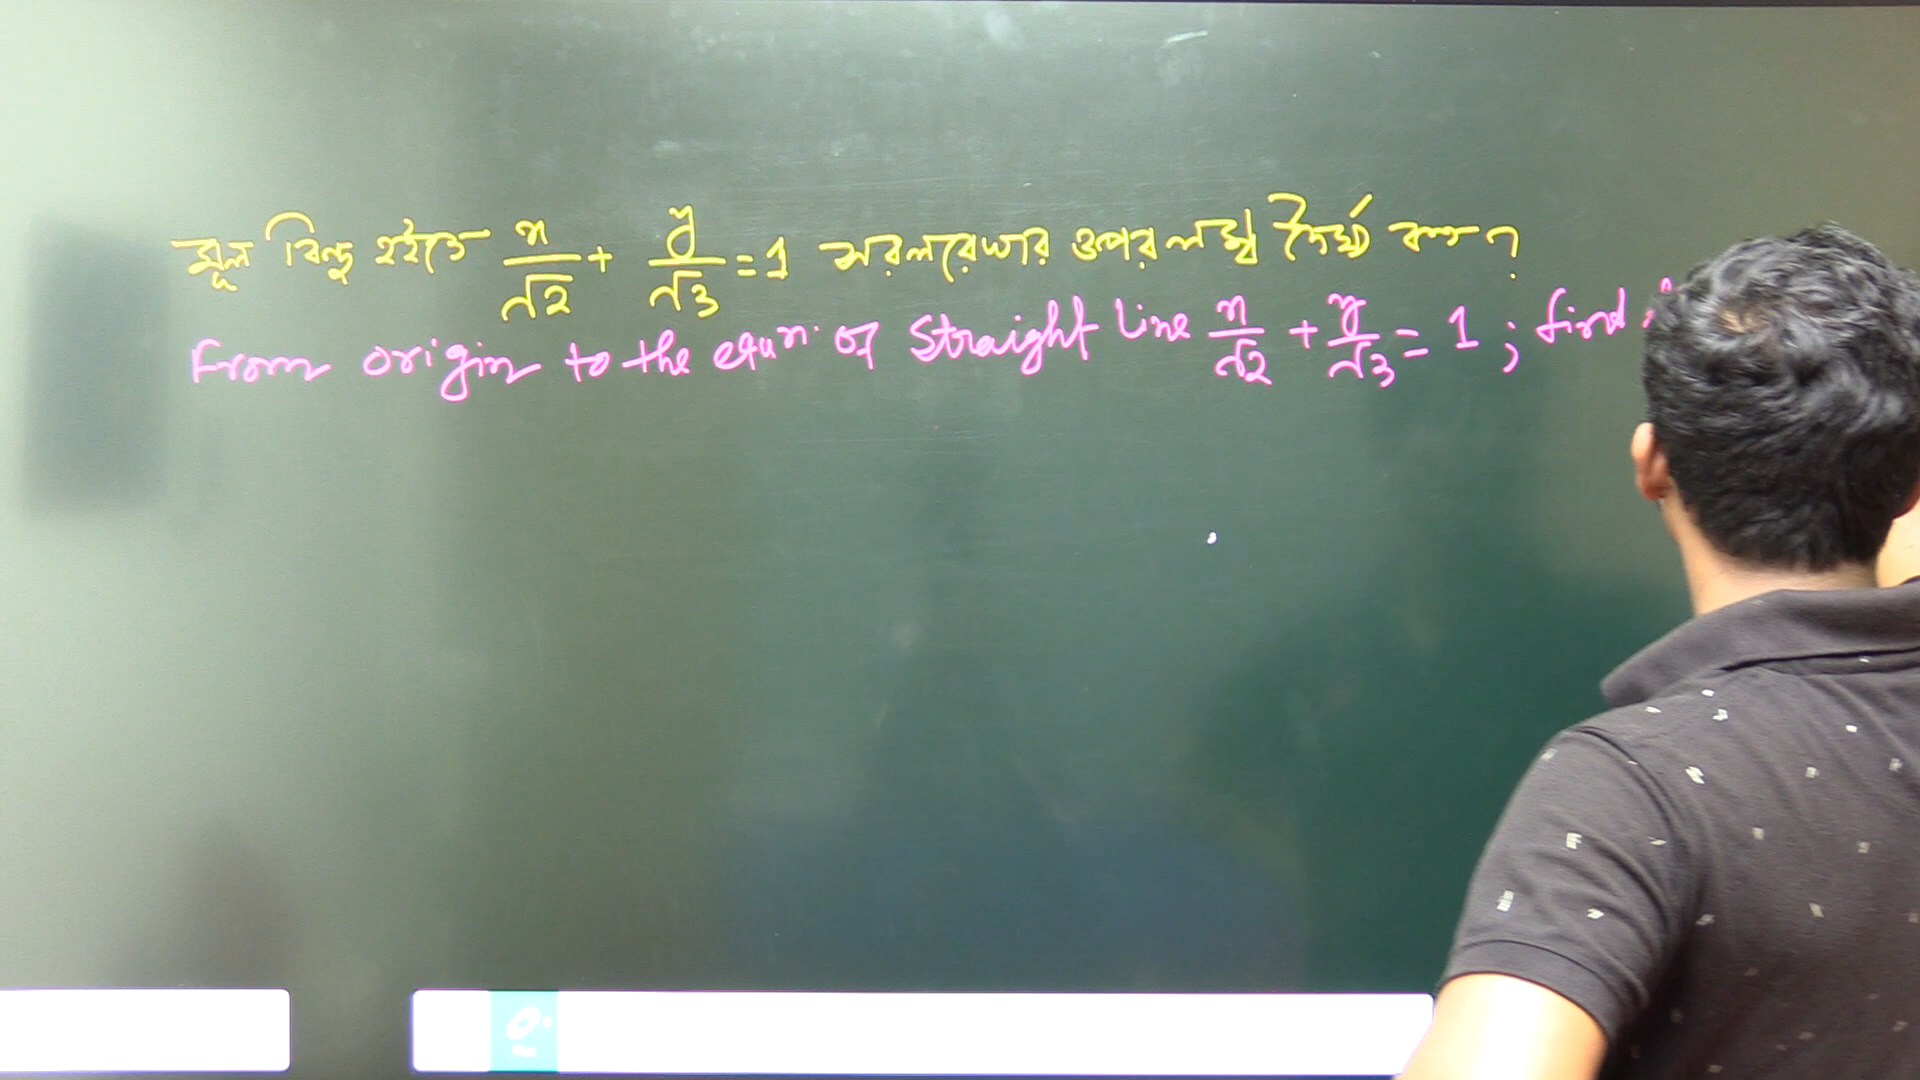 মূল বিন্দু হইতে x/√2 + y/√3 = 1 সরলরেখার ওপর লম্ব দৈর্ঘ্য কত?
From origin to the equn. of Straight Line x/√2 + y/√3 = 1 ; find